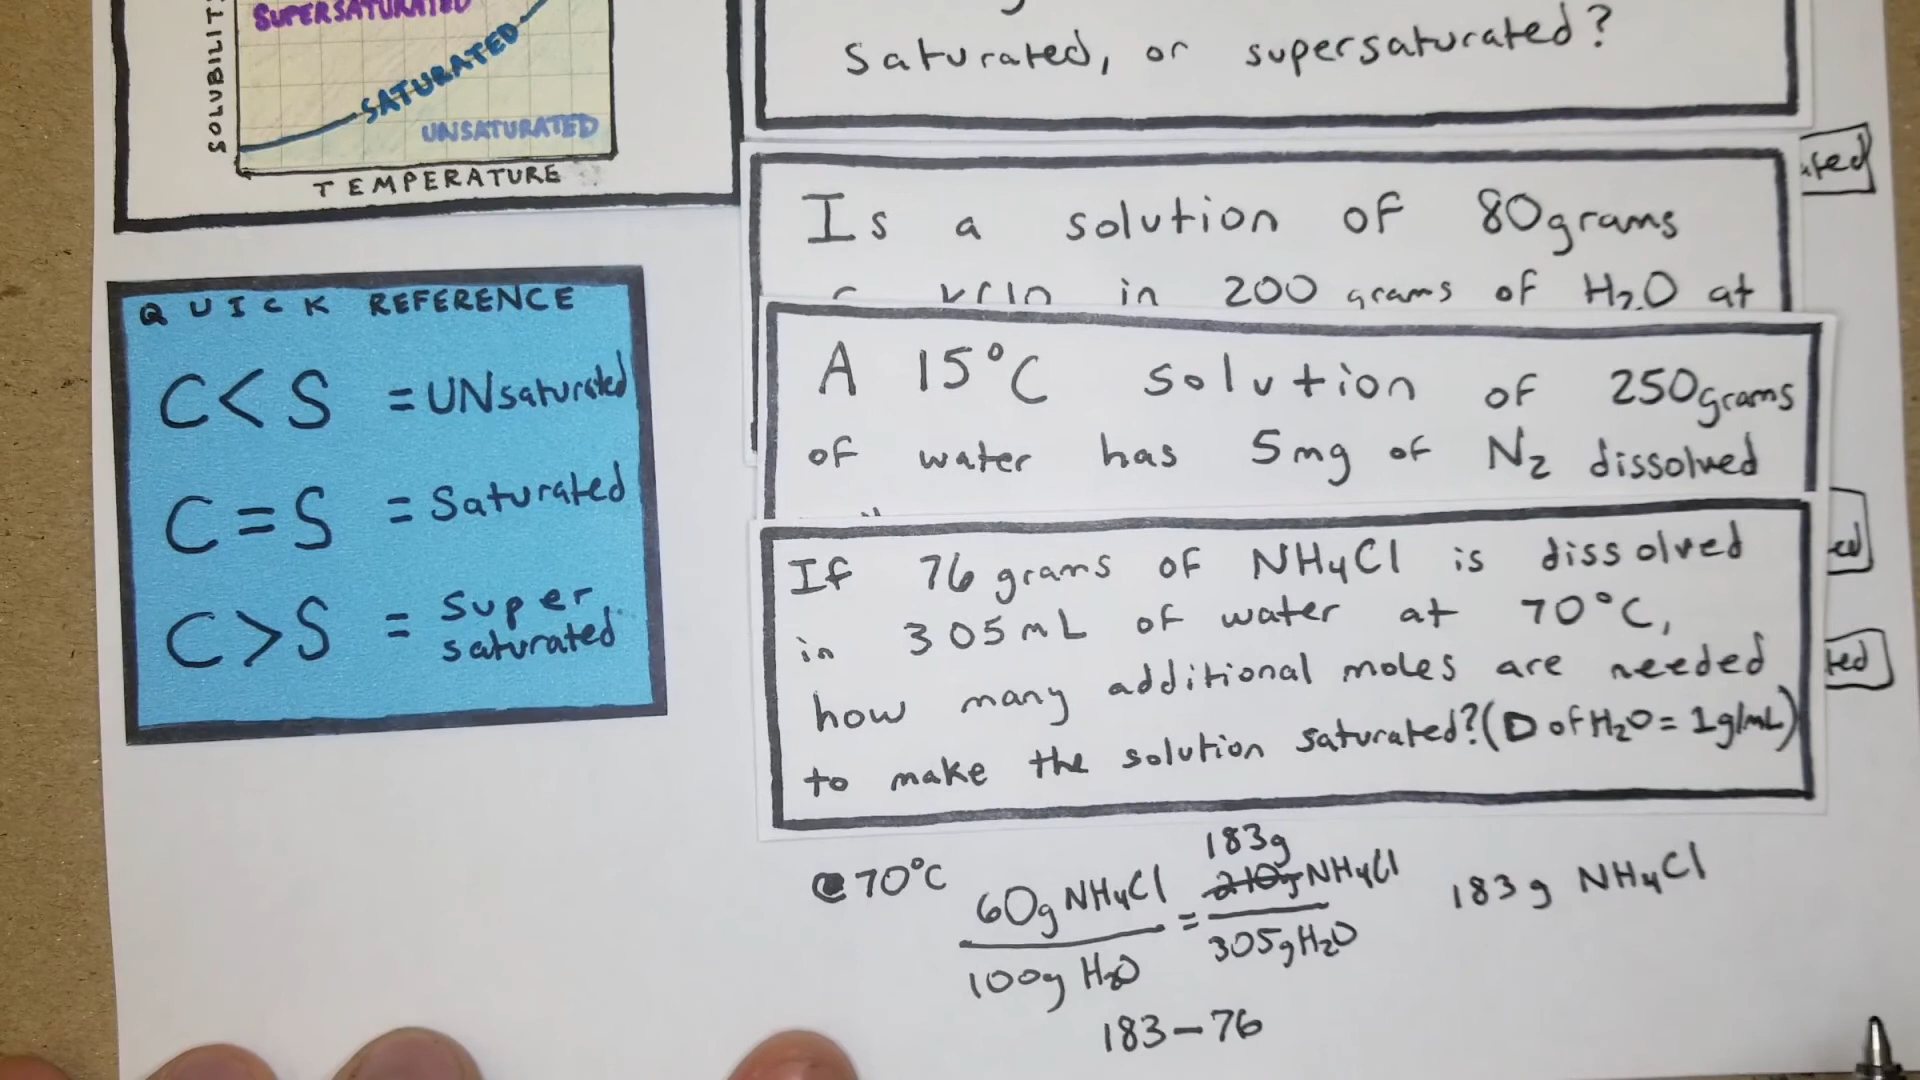 SOLUBILIT
SUPERSATURATED
SATURATED
UNSATURATED
TEMPERATURE
QUICK REFERENCE
C<S = UNsaturated
C=S = Saturated
C>S = Super
saturated
saturated, or supersaturated?
Is a solution of 80grams
in 200 grams of H₂O at
A 15°C solution of 250grams
of water has 5mg of N₂ dissolved
If 76 grams of NH₄Cl is dissolved
in 305mL of water at 70°C,
how many additional moles are needed
to make the solution saturated? (D of H₂O = 1g/mL)
@70°C 60g NH₄Cl / 100g H₂O = 183g NH₄Cl / 305g H₂O 183g NH₄Cl
183-76